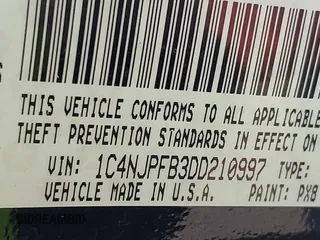 THIS VEHICLE CONFORMS TO ALL APPLICABLE
THEFT PREVENTION STANDARDS IN EFFECT ON
VIN: 1C4NJPFB3DD210997 TYPE:
VEHICLE MADE IN U.S.A. PAINT: PX8